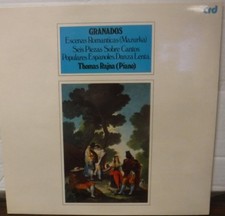 crd
GRANADOS
Escenas Romanticas (Mazurka)
Seis Piezas Sobre Cantos
Populares Españoles Danza Lenta
Thomas Rajna (Piano)